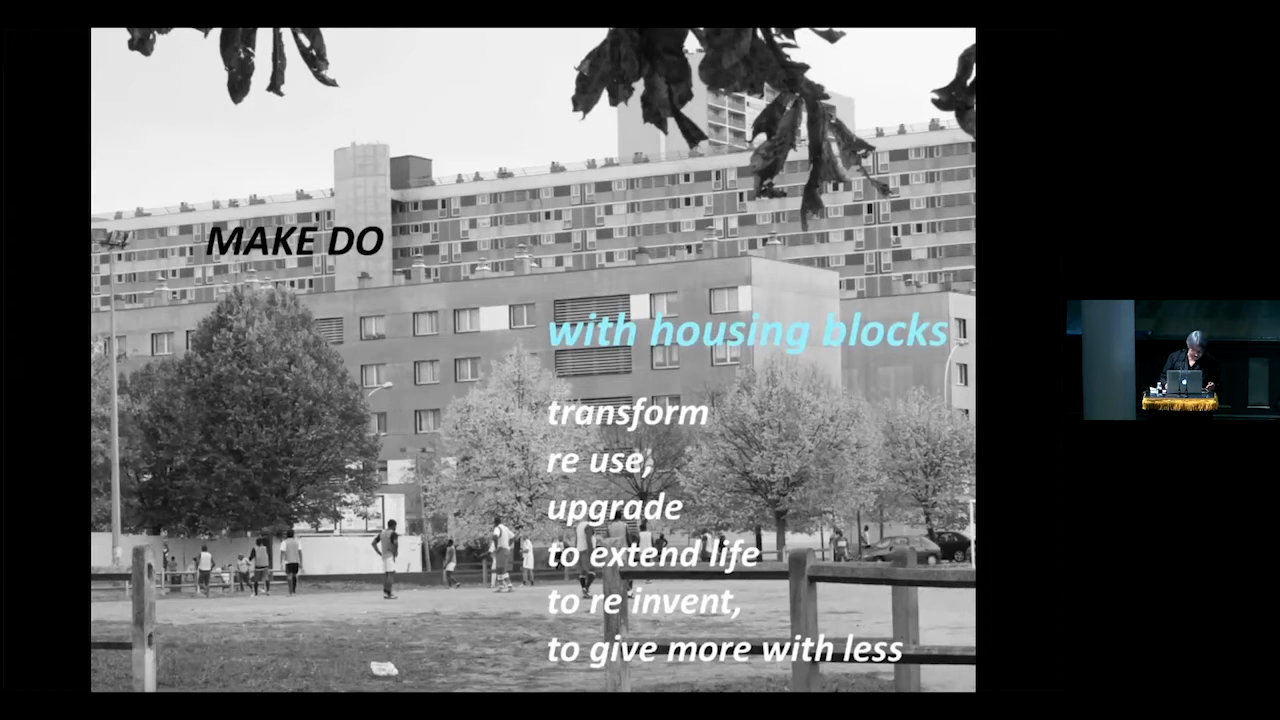 MAKE DO
with housing blocks
transform
re use,
upgrade
to extend life
to re invent,
to give more with less